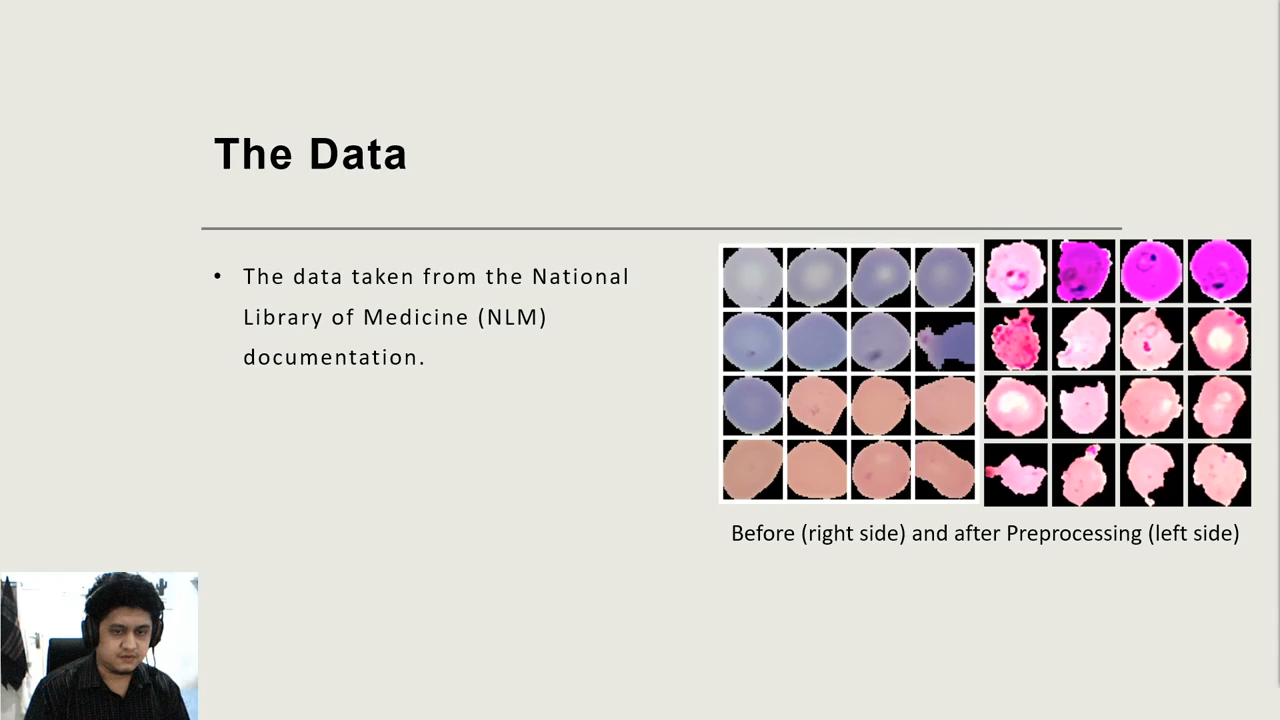 The Data
• The data taken from the National
Library of Medicine (NLM)
documentation.
Before (right side) and after Preprocessing (left side)